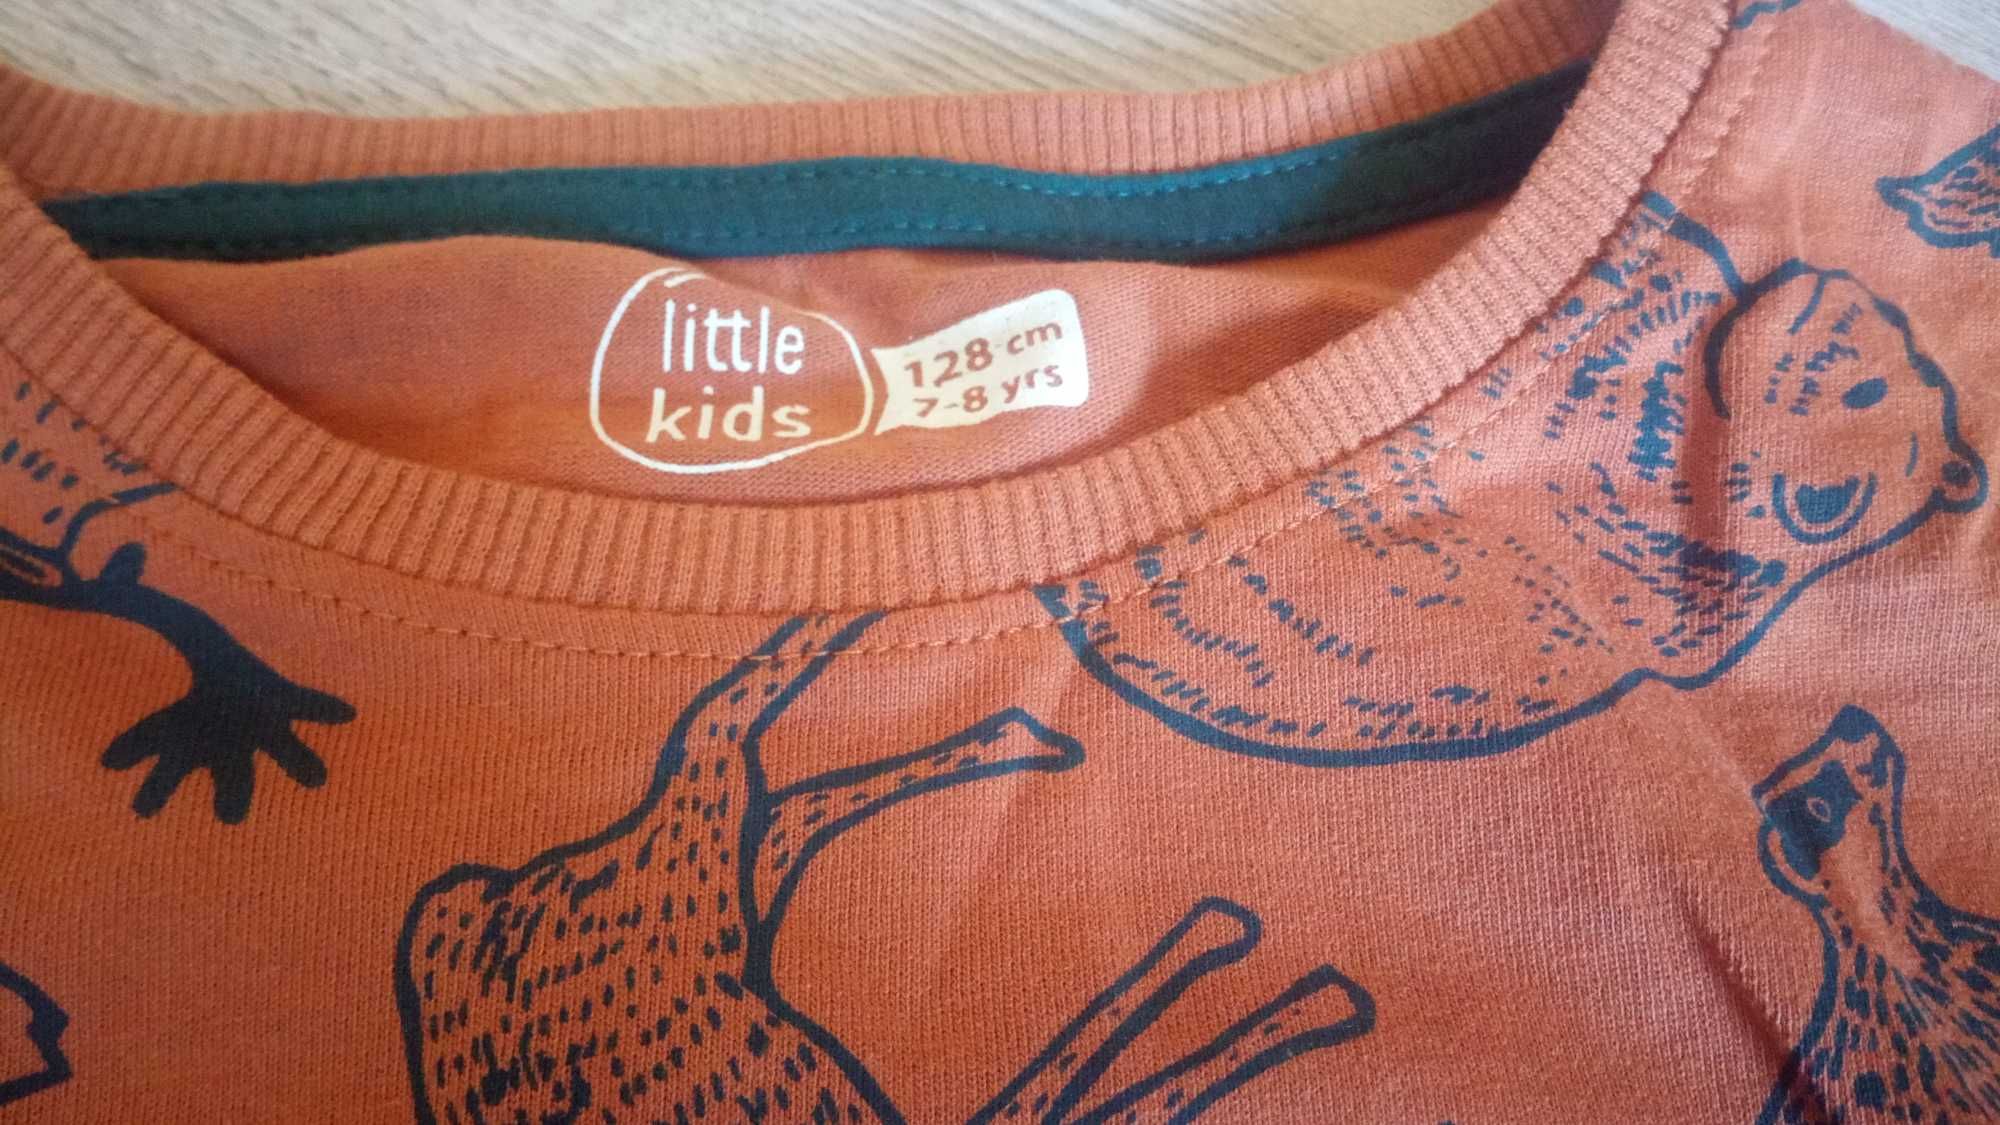 little
kids
128 cm
7-8 yrs